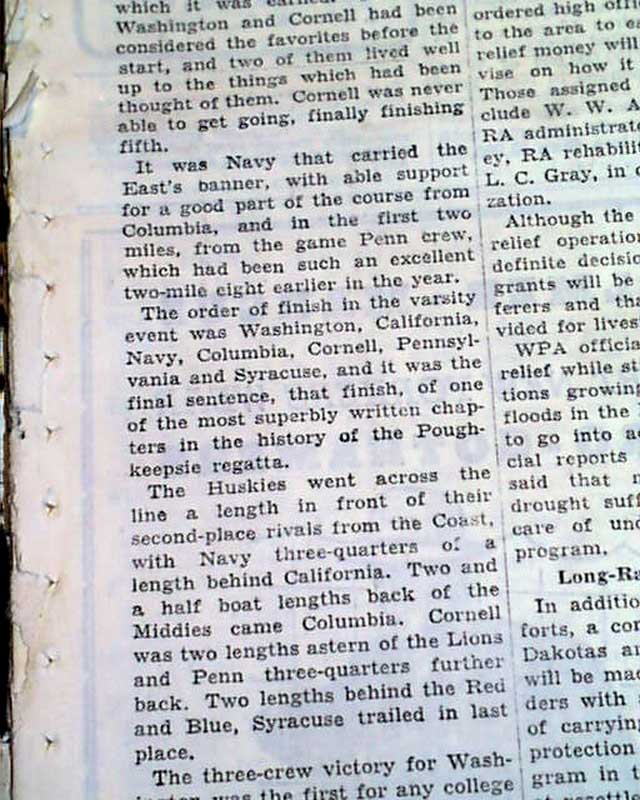 which it was
Washington and Cornell had been
considered the favorites before the
start, and two of them lived well
up to the things which had been
thought of them. Cornell was never
able to get going, finally finishing
fifth.
It was Navy that carried the
East's banner, with able support
for a good part of the course from
Columbia, and in the first two
miles, from the game Penn crew,
which had been such an excellent
two-mile eight earlier in the year.
The order of finish in the varsity
event was Washington, California,
Navy, Columbia, Cornell, Pennsyl-
vania and Syracuse, and it was the
final sentence, that finish, of one
of the most superbly written chap-
ters in the history of the Pough-
keepsie regatta.
The Huskies went across the
line a length in front of their
second-place rivals from the Coast,
with Navy three-quarters of a
length behind California. Two and
a half boat lengths back of the
Middies came Columbia. Cornell
was two lengths astern of the Lions
and Penn three-quarters further
back. Two lengths behind the Red
and Blue, Syracuse trailed in last
place.
The three-crew victory for Wash-
was the first for any college
ordered high
to the area to
relief money will
vise on how it
Those assigned
clude W. W. A
RA administrat
ey, RA rehabilit
L. C. Gray, in
zation.
Although the
relief operation
definite decisio
grants will be
ferers and the
vided for lives
WPA officia
relief while st
tions growing
floods in the
to go into a
cial reports
said that
drought suff
care of un
program.
Long-Ra
In additio
forts, a co
Dakotas a
will be ma
ders with
of carrying
protection
gram in t